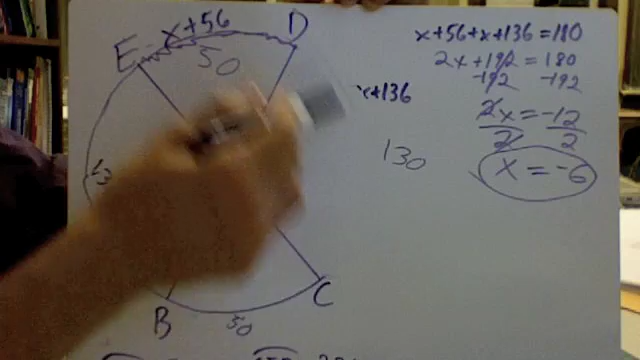 x+56
D
E
50
x+136
130
C
B
50
x+56+x+136=180
2x+192=180
-192 -192
2x=-12
2 2
x=-6